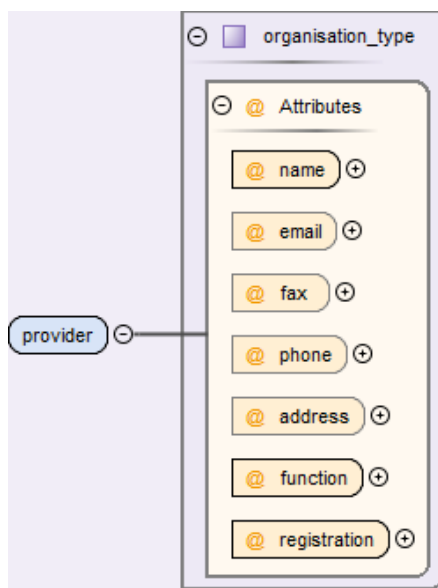 organisation_type
@ Attributes
@ name
@ email
@ fax
provider
@ phone
@ address
@ function
@ registration